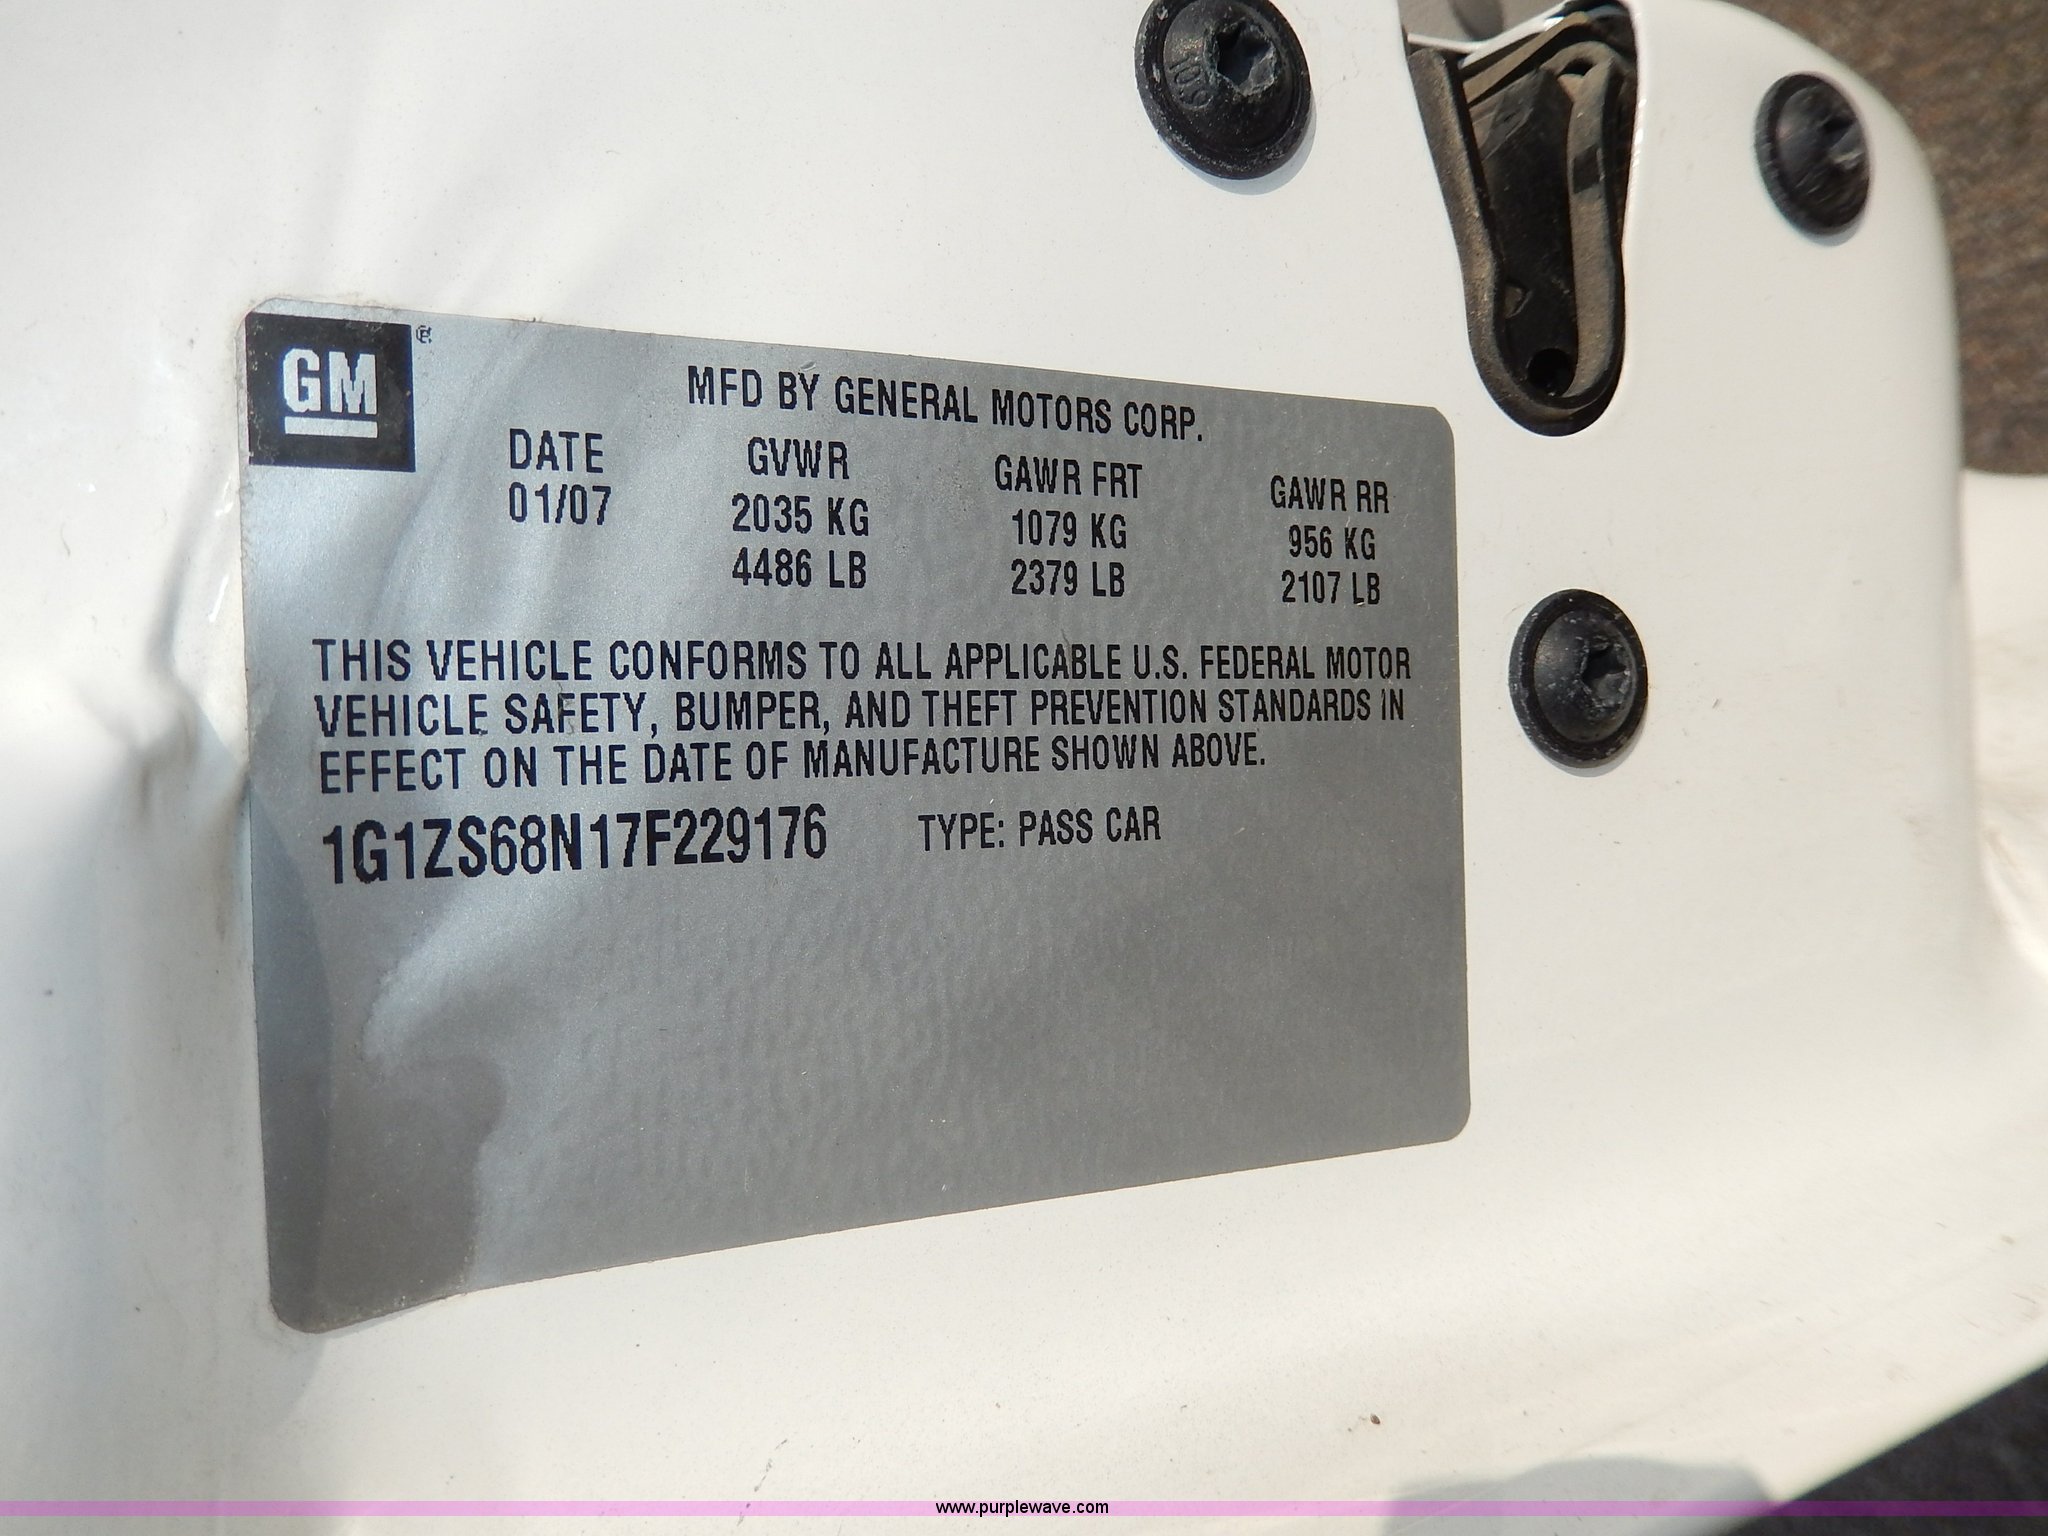 1019
GM
MFD BY GENERAL MOTORS CORP.
DATE GVWR GAWR FRT GAWR RR
01/07 2035 KG 1079 KG 956 KG
4486 LB 2379 LB 2107 LB
THIS VEHICLE CONFORMS TO ALL APPLICABLE U.S. FEDERAL MOTOR
VEHICLE SAFETY, BUMPER, AND THEFT PREVENTION STANDARDS IN
EFFECT ON THE DATE OF MANUFACTURE SHOWN ABOVE.
1G1ZS68N17F229176 TYPE: PASS CAR
www.purplewave.com